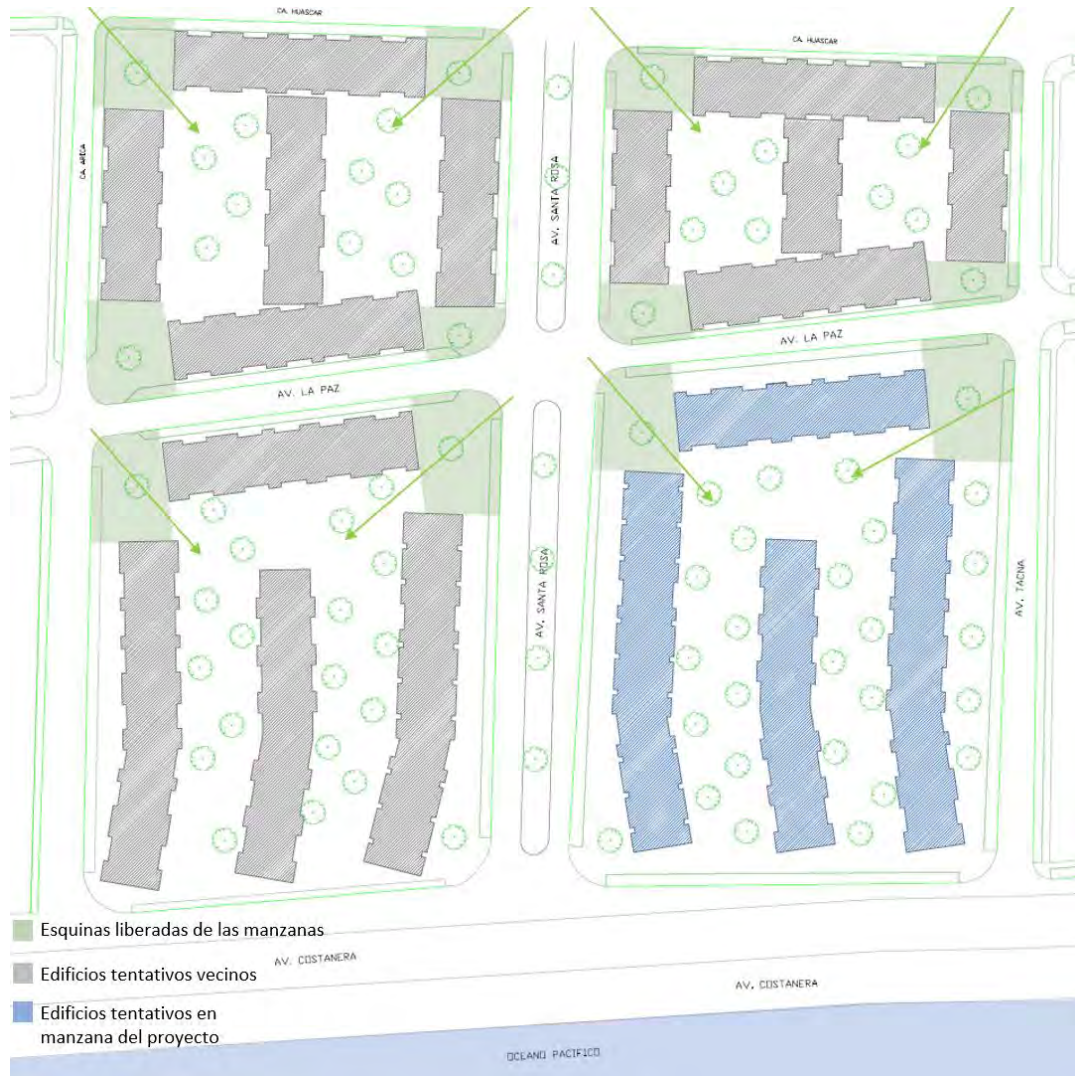 CA. HUASCAR
CA. HUASCAR
CA. ARICA
AV. SANTA ROSA
AV. LA PAZ
AV. LA PAZ
AV. SANTA ROSA
AV. TACNA
Esquinas liberadas de las manzanas
AV. COSTANERA
Edificios tentativos vecinos
AV. COSTANERA
Edificios tentativos en
manzana del proyecto
OCEANO PACIFICO